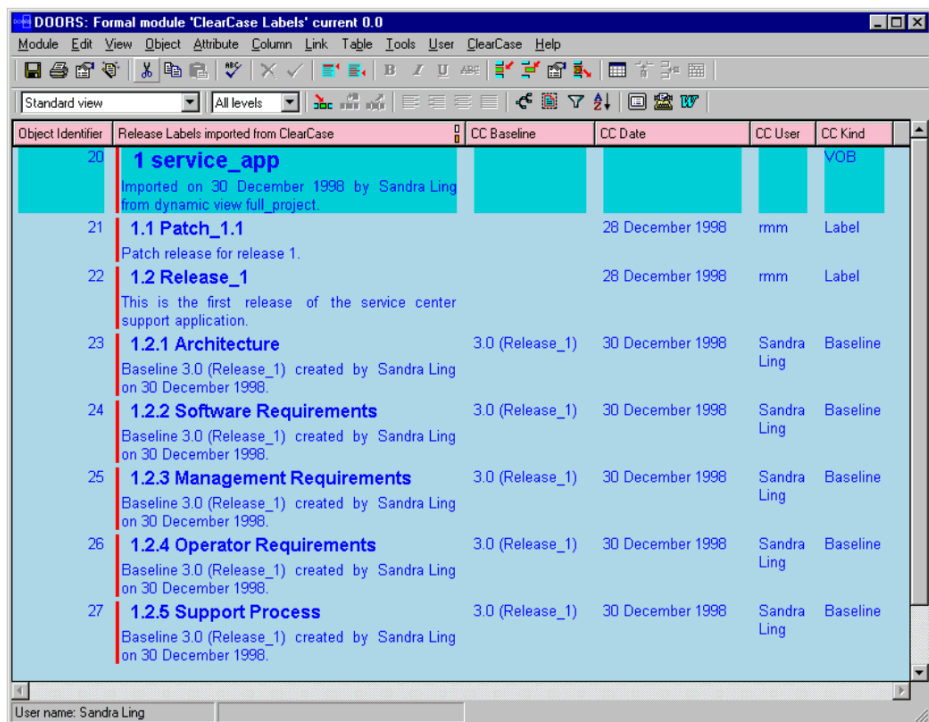 DOORS: Formal module 'ClearCase Labels' current 0.0
Module Edit View Object Attribute Column Link Table Tools User ClearCase Help
ABC B I U ABC
Standard view All levels abc W
Object Identifier Release Labels imported from ClearCase CC Baseline CC Date CC User CC Kind
20 1 service_app VOB
Imported on 30 December 1998 by Sandra Ling
from dynamic view full_project.
21 1.1 Patch_1.1 28 December 1998 rmm Label
Patch release for release 1.
22 1.2 Release_1 28 December 1998 rmm Label
This is the first release of the service center
support application.
23 1.2.1 Architecture 3.0 (Release_1) 30 December 1998 Sandra Ling Baseline
Baseline 3.0 (Release_1) created by Sandra Ling
on 30 December 1998.
24 1.2.2 Software Requirements 3.0 (Release_1) 30 December 1998 Sandra Ling Baseline
Baseline 3.0 (Release_1) created by Sandra Ling
on 30 December 1998.
25 1.2.3 Management Requirements 3.0 (Release_1) 30 December 1998 Sandra Ling Baseline
Baseline 3.0 (Release_1) created by Sandra Ling
on 30 December 1998.
26 1.2.4 Operator Requirements 3.0 (Release_1) 30 December 1998 Sandra Ling Baseline
Baseline 3.0 (Release_1) created by Sandra Ling
on 30 December 1998.
27 1.2.5 Support Process 3.0 (Release_1) 30 December 1998 Sandra Ling Baseline
Baseline 3.0 (Release_1) created by Sandra Ling
on 30 December 1998.
User name: Sandra Ling